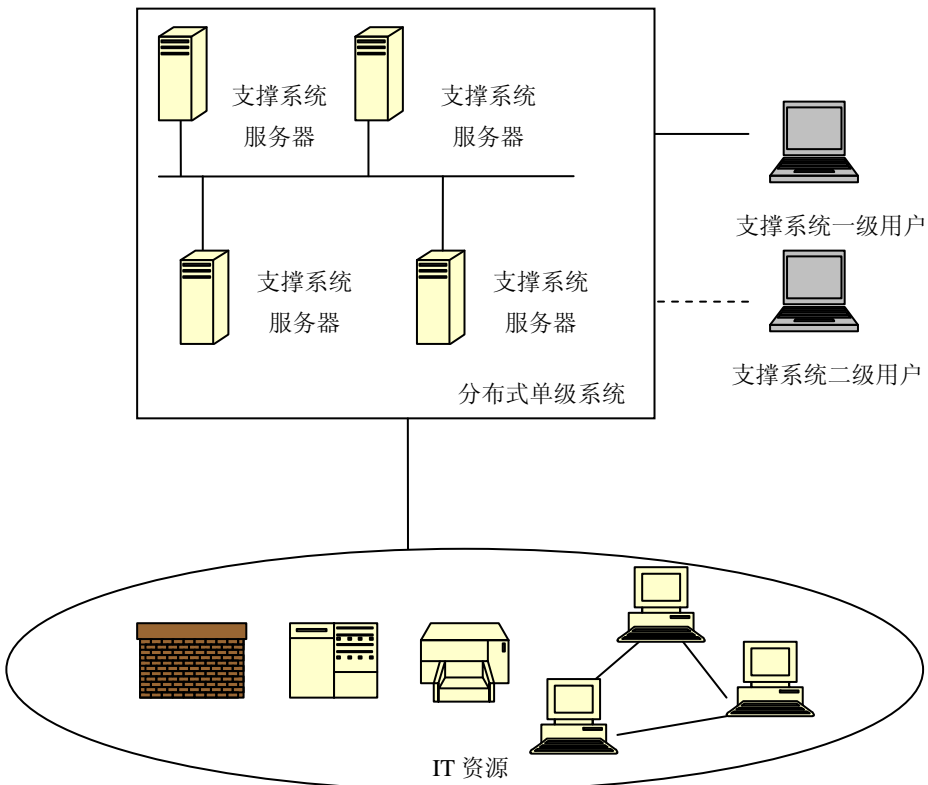 支撑系统
服务器
支撑系统
服务器
支撑系统一级用户
支撑系统
服务器
支撑系统
服务器
支撑系统二级用户
分布式单级系统
IT 资源